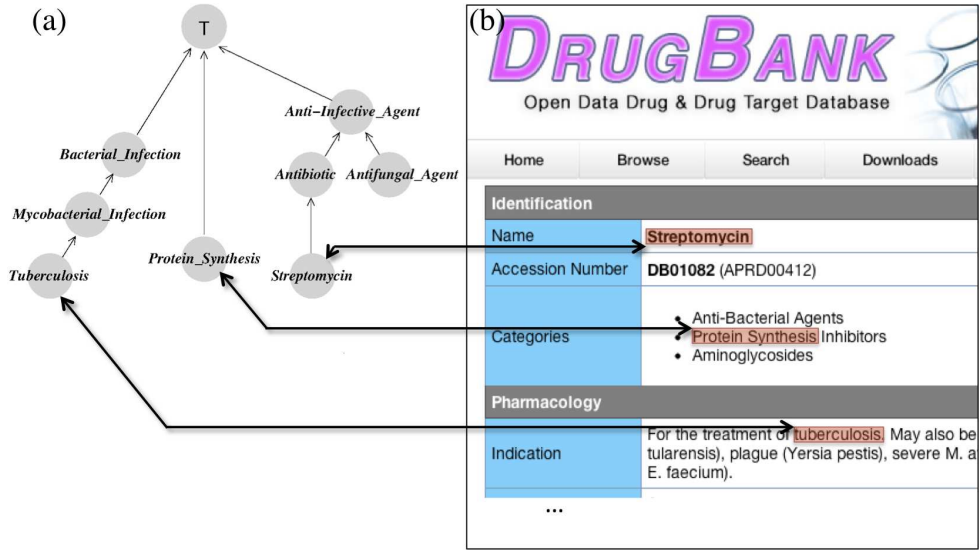 (a)
T
Anti-Infective_Agent
Bacterial_Infection
Antibiotic
Antifungal_Agent
Mycobacterial_Infection
Protein_Synthesis
Tuberculosis
Streptomycin
(b)
DRUGBANK
Open Data Drug & Drug Target Database
Home Browse Search Downloads
Identification
Name Streptomycin
Accession Number DB01082 (APRD00412)
Categories
• Anti-Bacterial Agents
• Protein Synthesis Inhibitors
• Aminoglycosides
Pharmacology
Indication
For the treatment of tuberculosis. May also be
tularensis), plague (Yersia pestis), severe M. a
E. faecium).
...